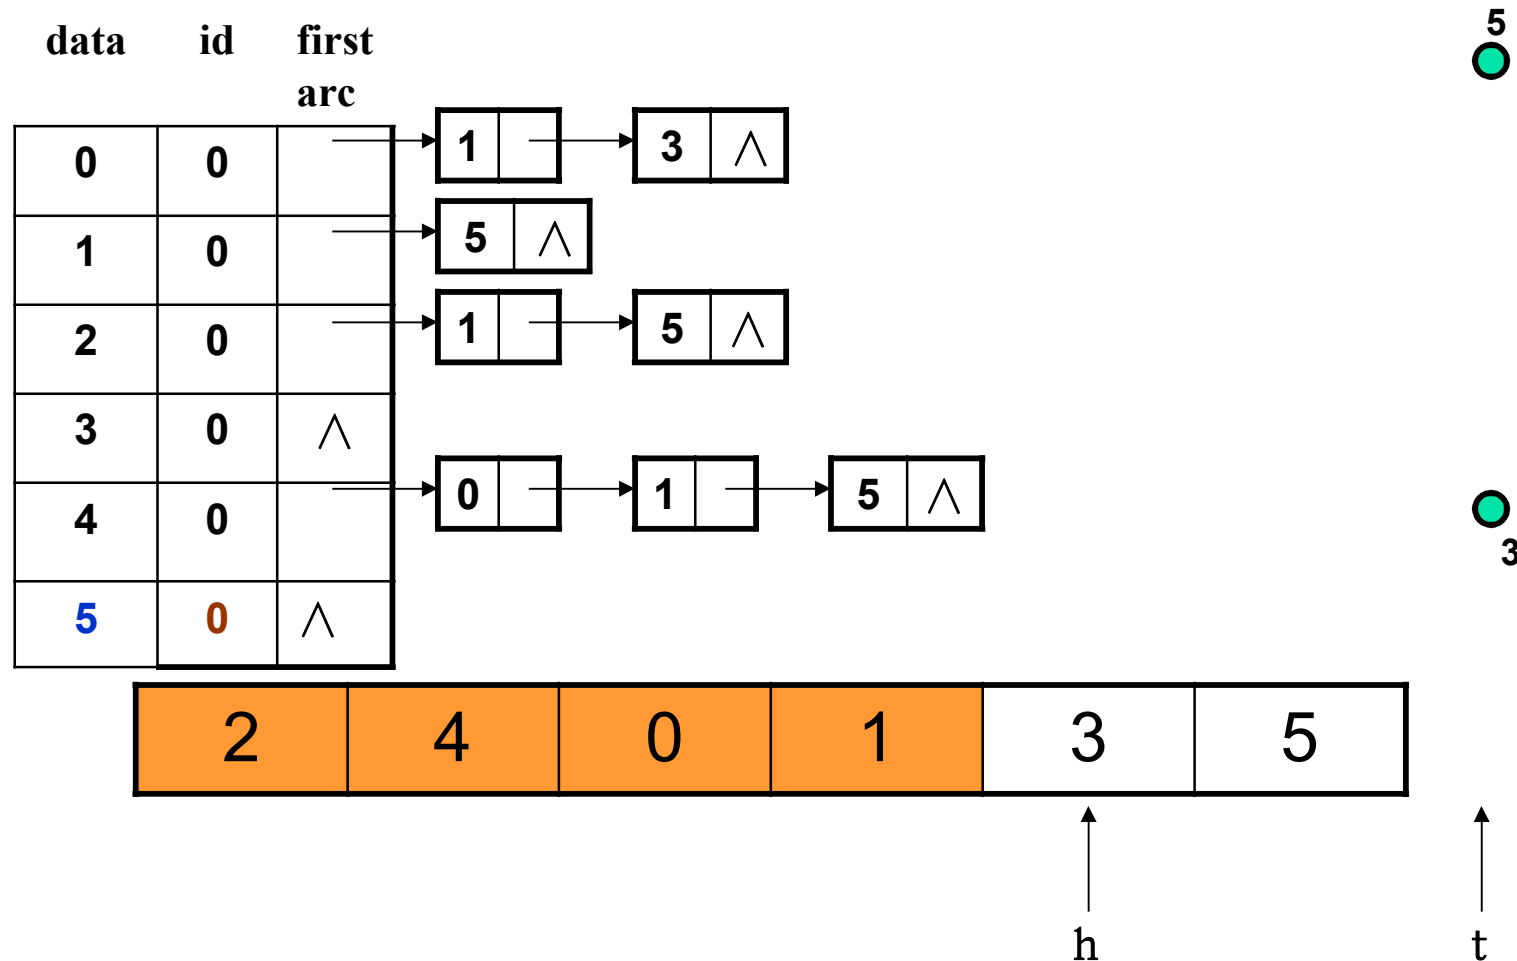 data id first arc
5
0 0 1 3 ∧
1 0 5 ∧
2 0 1 5 ∧
3 0 ∧
4 0 0 1 5 ∧
3
5 0 ∧
2 4 0 1 3 5
h t